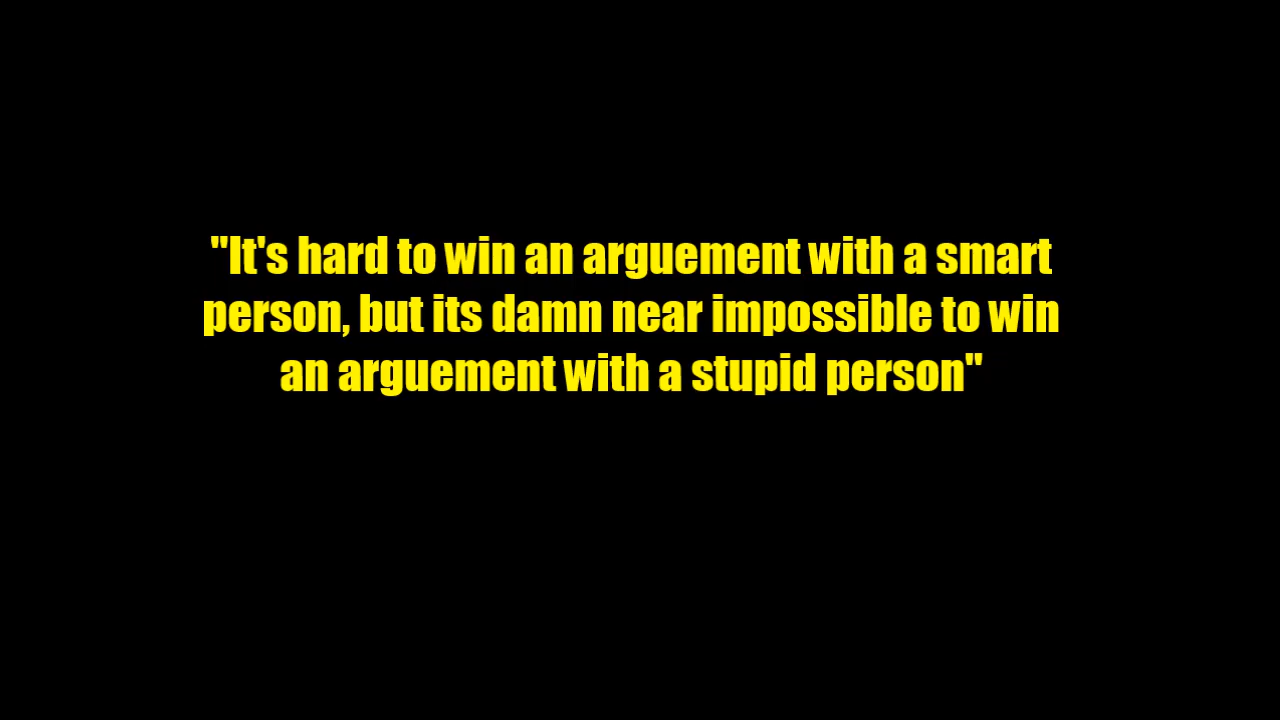 "It's hard to win an arguement with a smart
person, but its damn near impossible to win
an arguement with a stupid person"